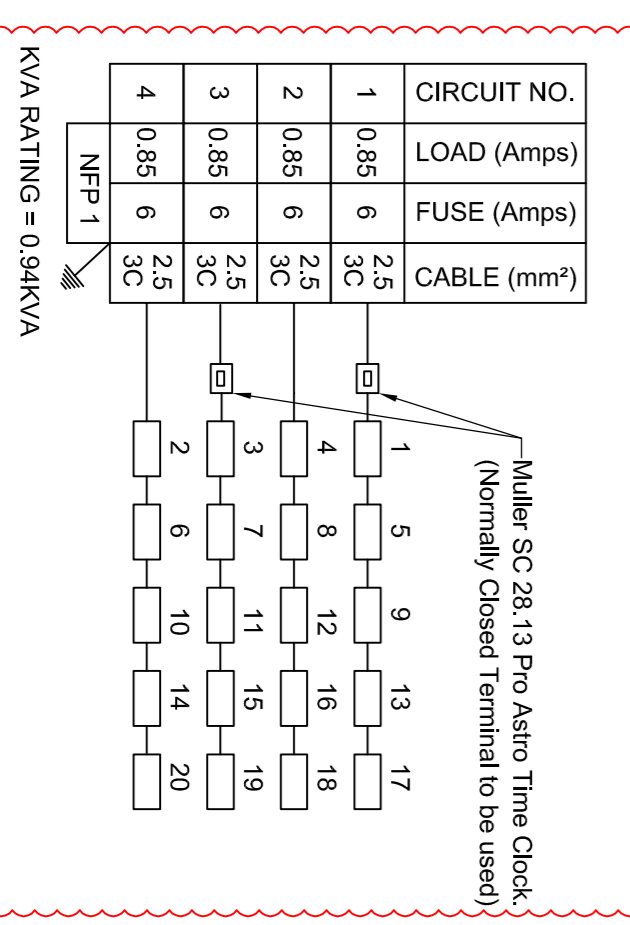 CIRCUIT NO.
LOAD (Amps)
FUSE (Amps)
CABLE (mm²)
1
0.85
6
2.5
3C
2
0.85
6
2.5
3C
3
0.85
6
2.5
3C
4
0.85
6
2.5
3C
NFP 1
KVA RATING = 0.94KVA
Muller SC 28.13 Pro Astro Time Clock.
(Normally Closed Terminal to be used)
1 5 9 13 17
4 8 12 16 18
3 7 11 15 19
2 6 10 14 20